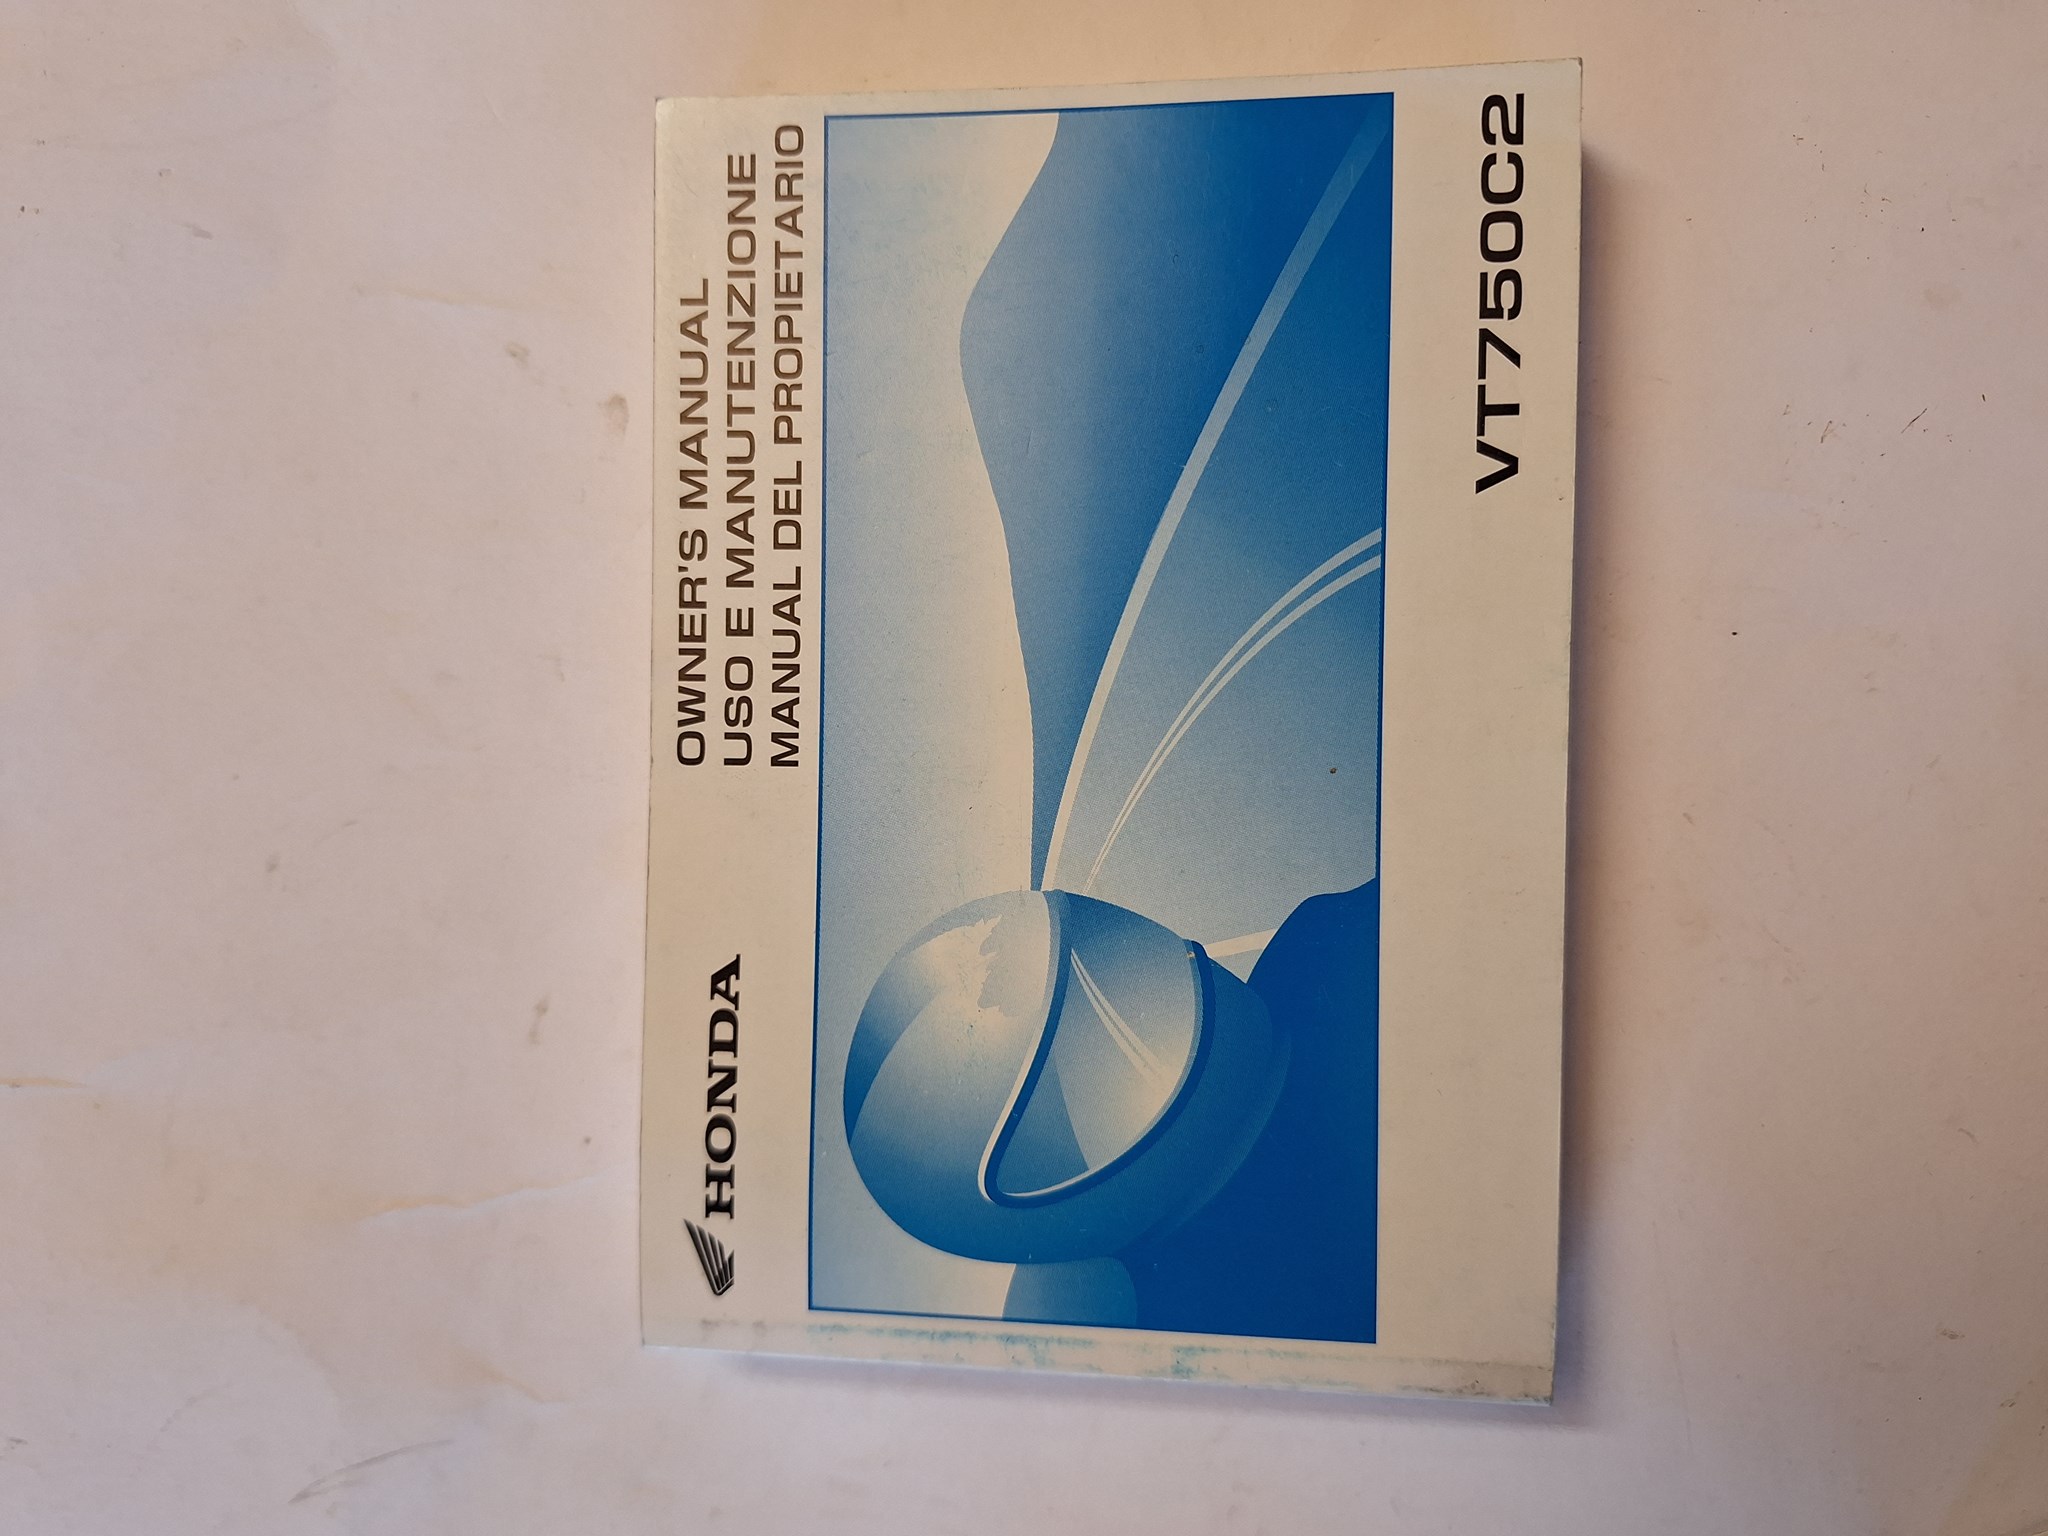 HONDA
OWNER'S MANUAL
USO E MANUTENZIONE
MANUAL DEL PROPIETARIO
VT750C2